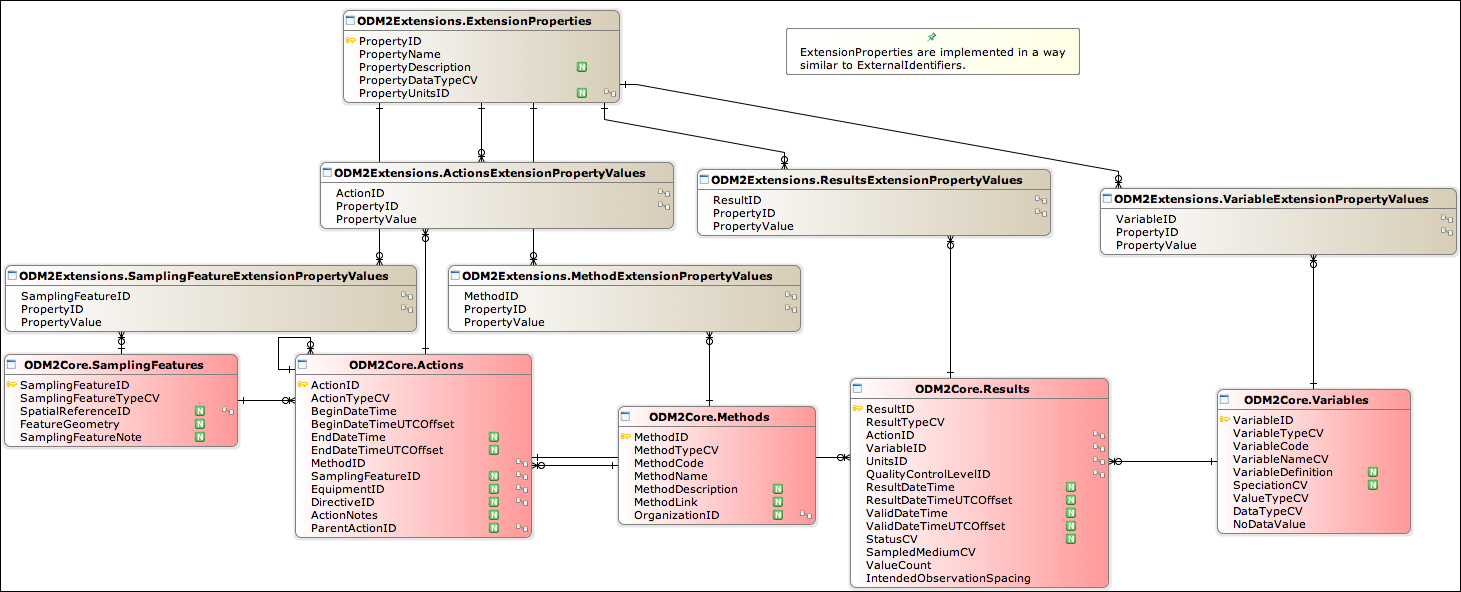 ODM2Extensions.ExtensionProperties
PropertyID
PropertyName
PropertyDescription N
PropertyDataTypeCV
PropertyUnitsID N
ExtensionProperties are implemented in a way
similar to ExternalIdentifiers.
ODM2Extensions.ActionsExtensionPropertyValues
ActionID
PropertyID
PropertyValue
ODM2Extensions.ResultsExtensionPropertyValues
ResultID
PropertyID
PropertyValue
ODM2Extensions.VariableExtensionPropertyValues
VariableID
PropertyID
PropertyValue
ODM2Extensions.SamplingFeatureExtensionPropertyValues
SamplingFeatureID
PropertyID
PropertyValue
ODM2Extensions.MethodExtensionPropertyValues
MethodID
PropertyID
PropertyValue
ODM2Core.SamplingFeatures
SamplingFeatureID
SamplingFeatureTypeCV
SpatialReferenceID N
FeatureGeometry N
SamplingFeatureNote N
ODM2Core.Actions
ActionID
ActionTypeCV
BeginDateTime
BeginDateTimeUTCOffset
EndDateTime N
EndDateTimeUTCOffset N
MethodID
SamplingFeatureID N
EquipmentID N
DirectiveID N
ActionNotes N
ParentActionID N
ODM2Core.Methods
MethodID
MethodTypeCV
MethodCode
MethodName
MethodDescription N
MethodLink N
OrganizationID N
ODM2Core.Results
ResultID
ResultTypeCV
ActionID
VariableID
UnitsID
QualityControlLevelID
ResultDateTime N
ResultDateTimeUTCOffset N
ValidDateTime N
ValidDateTimeUTCOffset N
StatusCV N
SampledMediumCV
ValueCount
IntendedObservationSpacing
ODM2Core.Variables
VariableID
VariableTypeCV
VariableCode
VariableNameCV
VariableDefinition N
SpeciationCV N
ValueTypeCV
DataTypeCV
NoDataValue